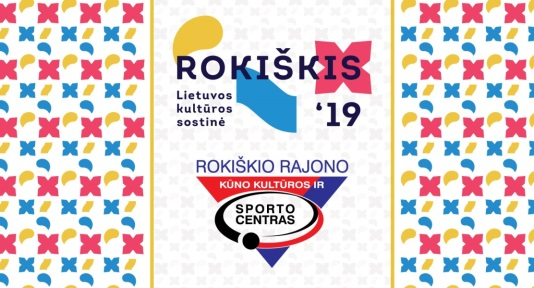 ROKIŠKIS
Lietuvos
kultūros
sostinė
‘19
ROKIŠKIO RAJONO
KŪNO KULTŪROS IR
SPORTO
CENTRAS